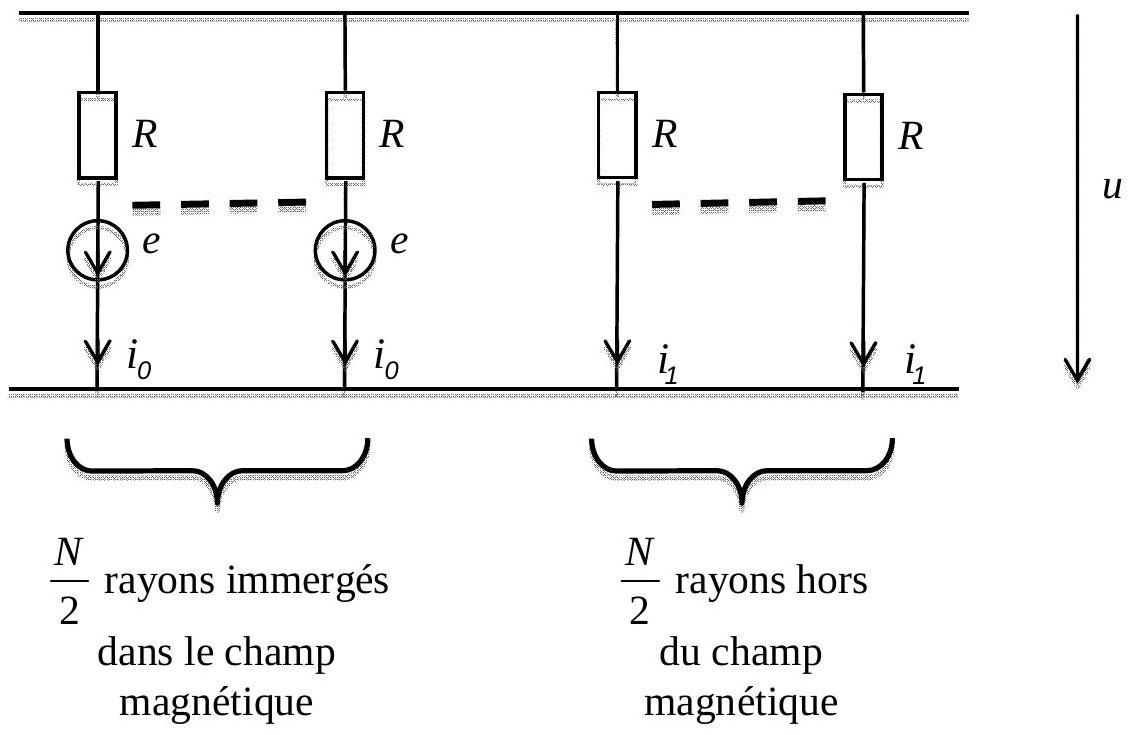 R R R R
u
e e
i0 i0 i1 i1
N/2 rayons immergés
dans le champ
magnétique
N/2 rayons hors
du champ
magnétique